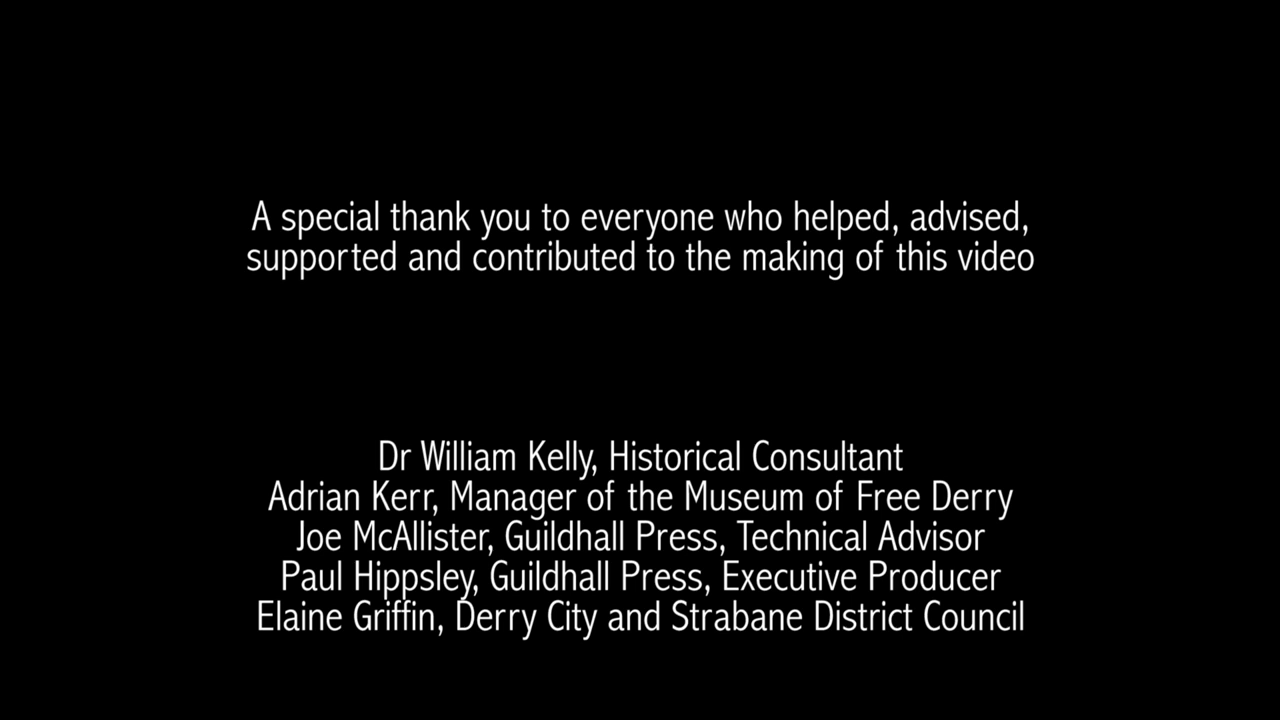 A special thank you to everyone who helped, advised,
supported and contributed to the making of this video
Dr William Kelly, Historical Consultant
Adrian Kerr, Manager of the Museum of Free Derry
Joe McAllister, Guildhall Press, Technical Advisor
Paul Hippsley, Guildhall Press, Executive Producer
Elaine Griffin, Derry City and Strabane District Council